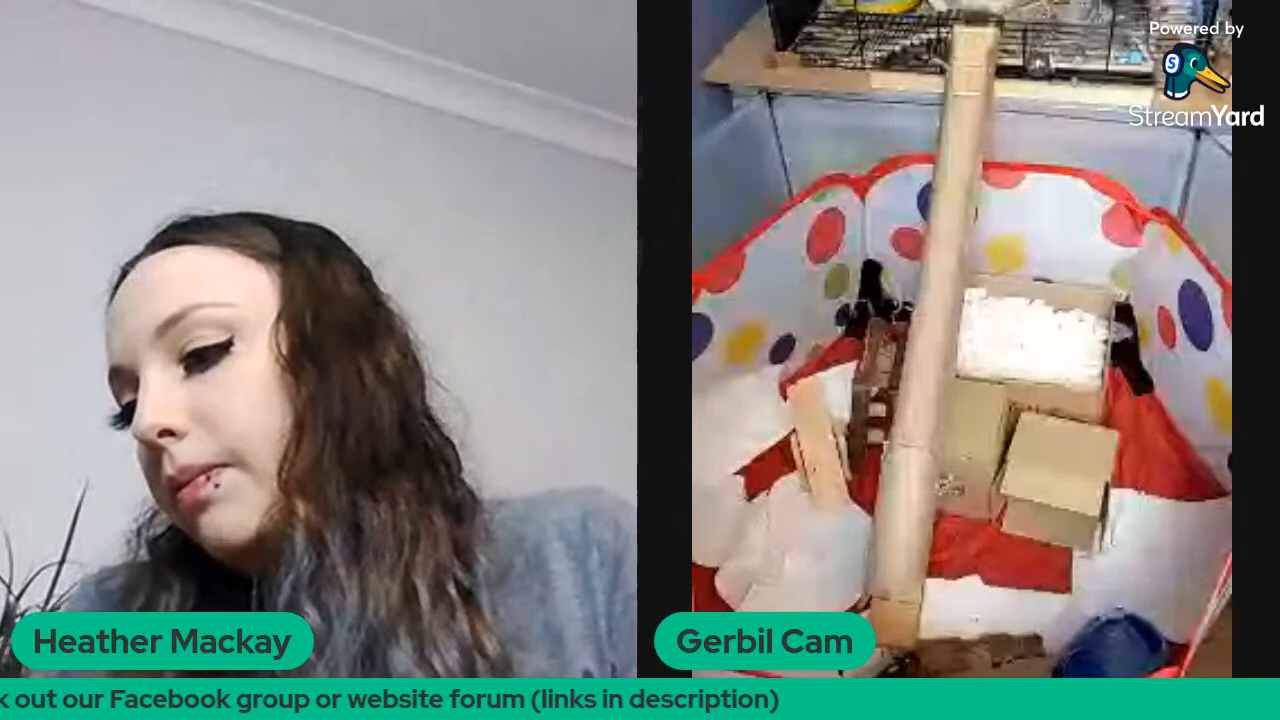 Powered by
StreamYard
S
Heather Mackay
Gerbil Cam
k out our Facebook group or website forum (links in description)